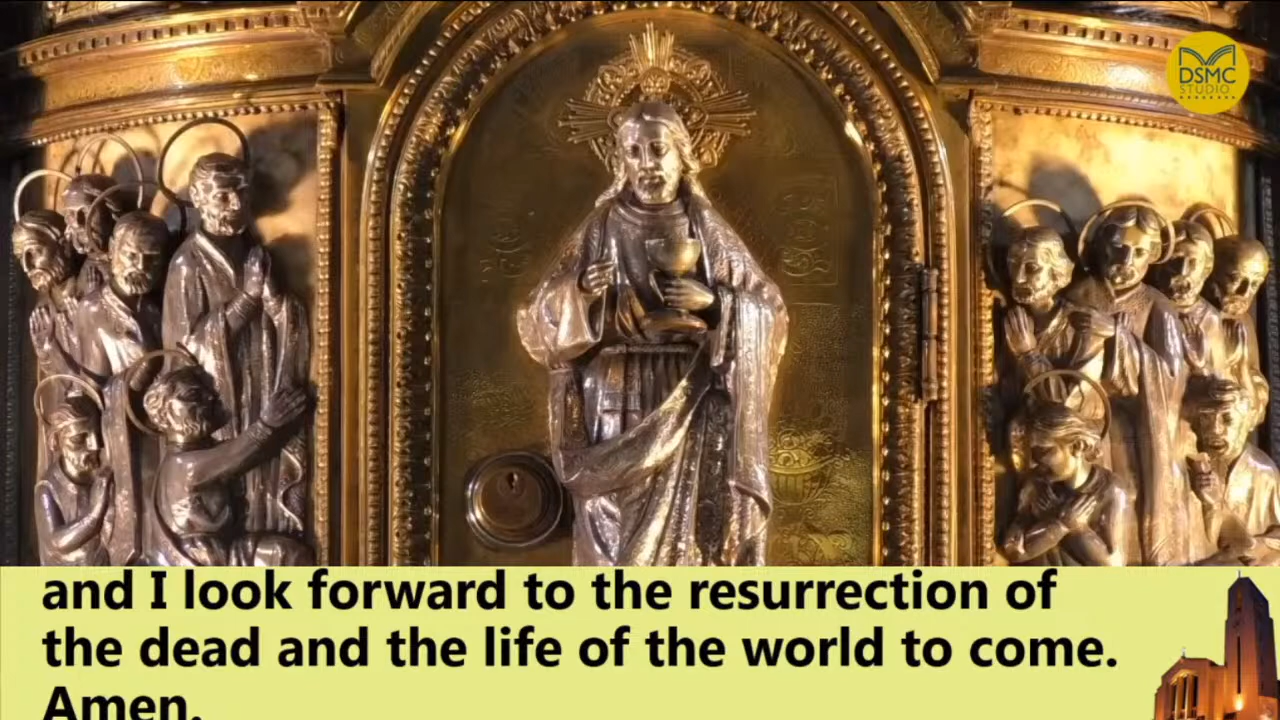 DSMC
STUDIO
and I look forward to the resurrection of
the dead and the life of the world to come.
Amen.